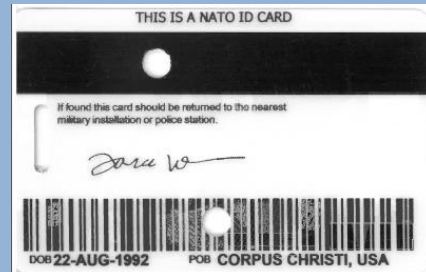 THIS IS A NATO ID CARD
If found this card should be returned to the nearest
military installation or police station.
DOB 22-AUG-1992 POB CORPUS CHRISTI, USA